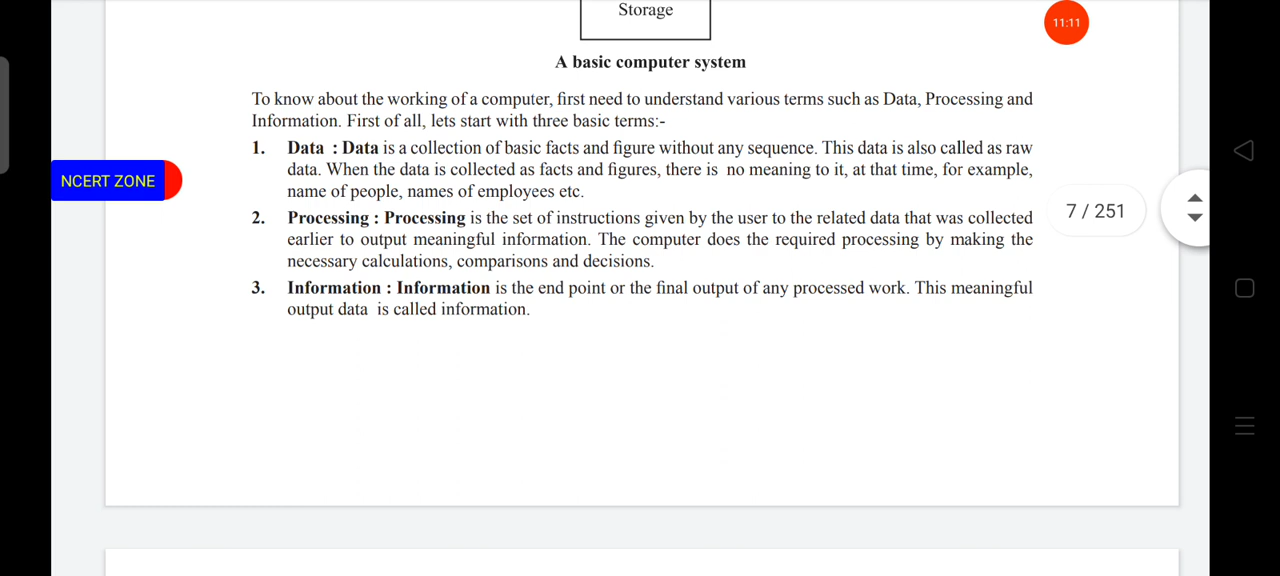 Storage
11:11
A basic computer system
To know about the working of a computer, first need to understand various terms such as Data, Processing and
Information. First of all, lets start with three basic terms:-
1. Data : Data is a collection of basic facts and figure without any sequence. This data is also called as raw
data. When the data is collected as facts and figures, there is no meaning to it, at that time, for example,
name of people, names of employees etc.
NCERT ZONE
2. Processing : Processing is the set of instructions given by the user to the related data that was collected
earlier to output meaningful information. The computer does the required processing by making the
necessary calculations, comparisons and decisions.
7 / 251
3. Information : Information is the end point or the final output of any processed work. This meaningful
output data is called information.